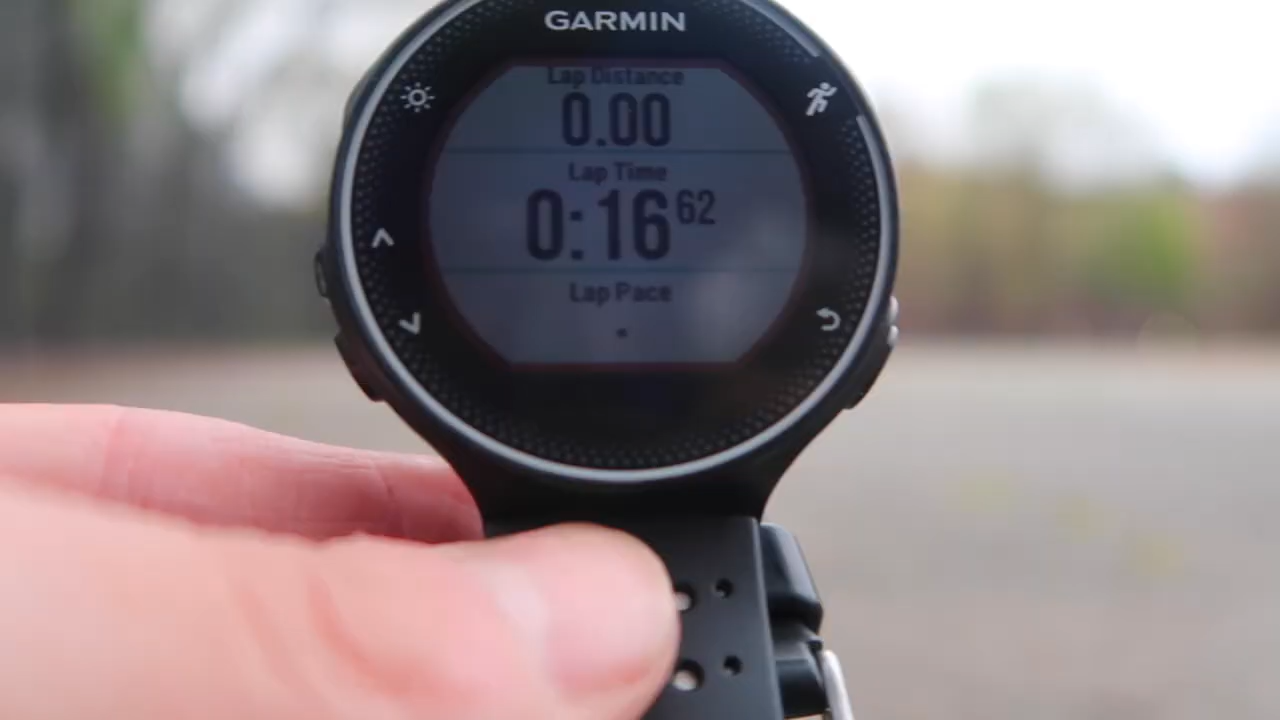 GARMIN
Lap Distance
0.00
Lap Time
0:16 62
Lap Pace